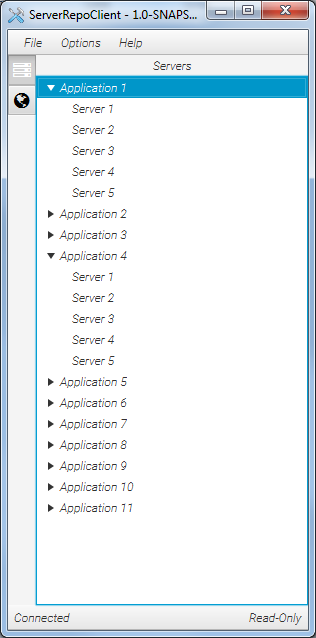 ServerRepoClient - 1.0-SNAPS...
File Options Help
Servers
Application 1
Server 1
Server 2
Server 3
Server 4
Server 5
Application 2
Application 3
Application 4
Server 1
Server 2
Server 3
Server 4
Server 5
Application 5
Application 6
Application 7
Application 8
Application 9
Application 10
Application 11
Connected Read-Only